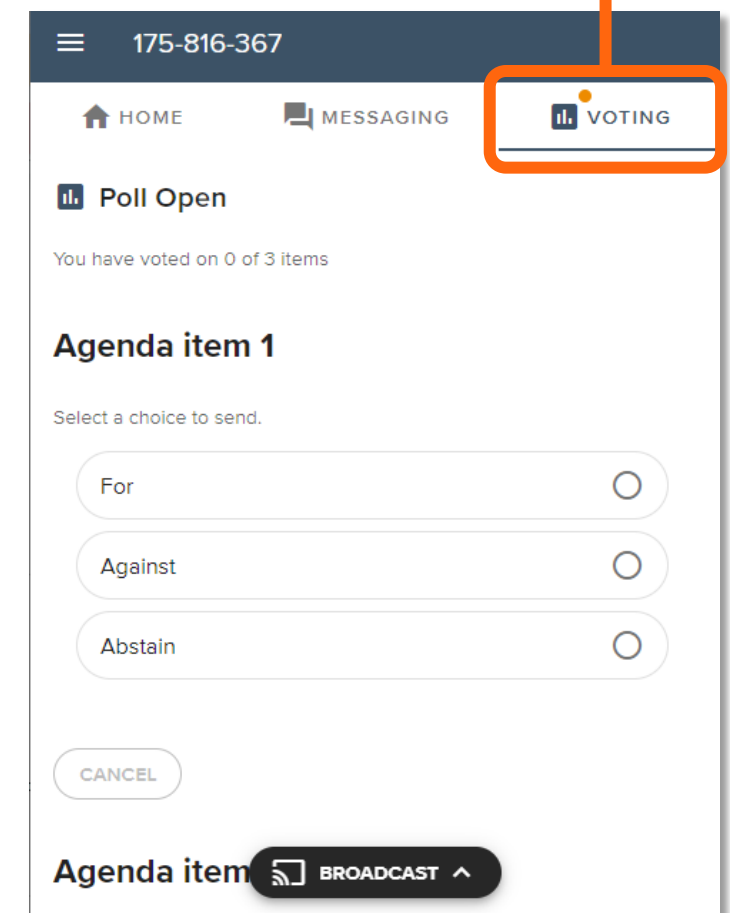 175-816-367
HOME MESSAGING VOTING
Poll Open
You have voted on 0 of 3 items
Agenda item 1
Select a choice to send.
For
Against
Abstain
CANCEL
Agenda item
BROADCAST